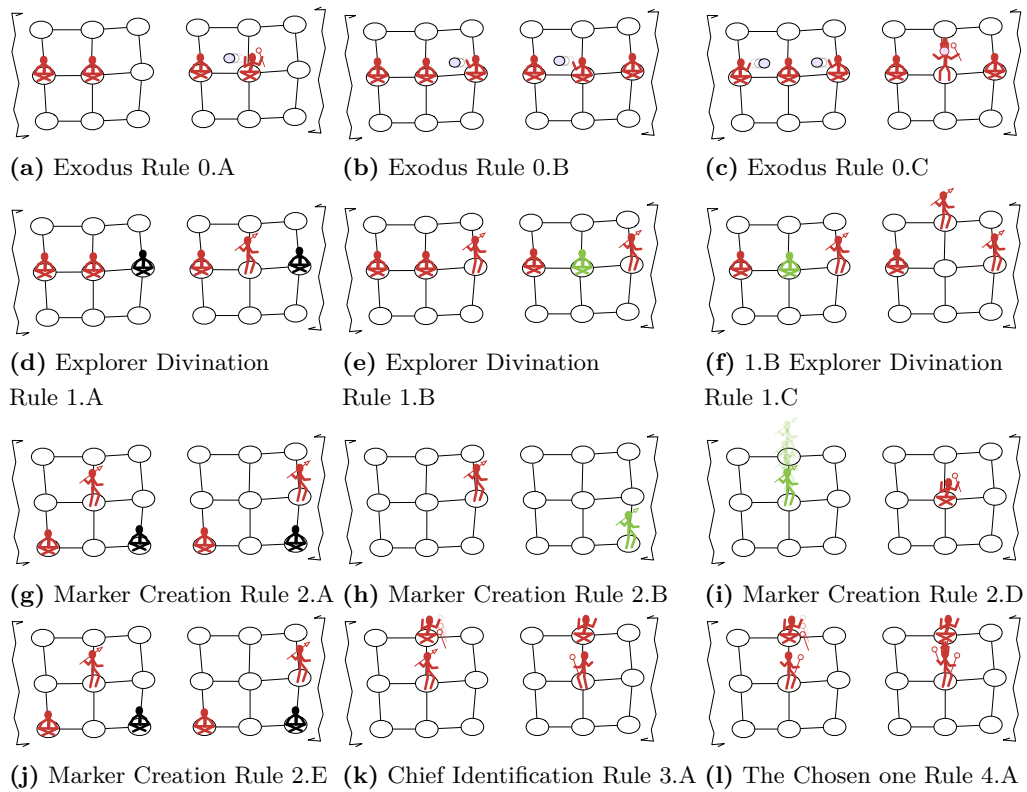 (a) Exodus Rule 0.A
(b) Exodus Rule 0.B
(c) Exodus Rule 0.C
(d) Explorer Divination
Rule 1.A
(e) Explorer Divination
Rule 1.B
(f) 1.B Explorer Divination
Rule 1.C
(g) Marker Creation Rule 2.A
(h) Marker Creation Rule 2.B
(i) Marker Creation Rule 2.D
(j) Marker Creation Rule 2.E
(k) Chief Identification Rule 3.A
(l) The Chosen one Rule 4.A